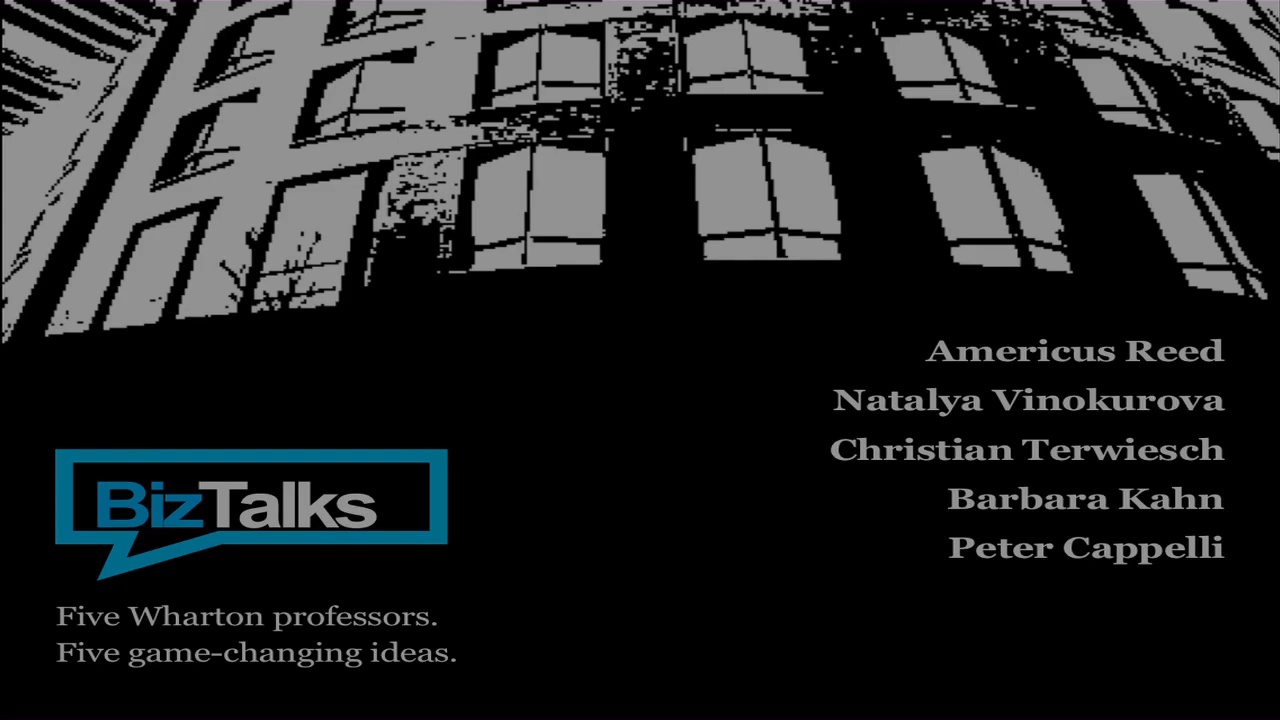 Americus Reed
Natalya Vinokurova
Christian Terwiesch
Barbara Kahn
Peter Cappelli
BizTalks
Five Wharton professors.
Five game-changing ideas.